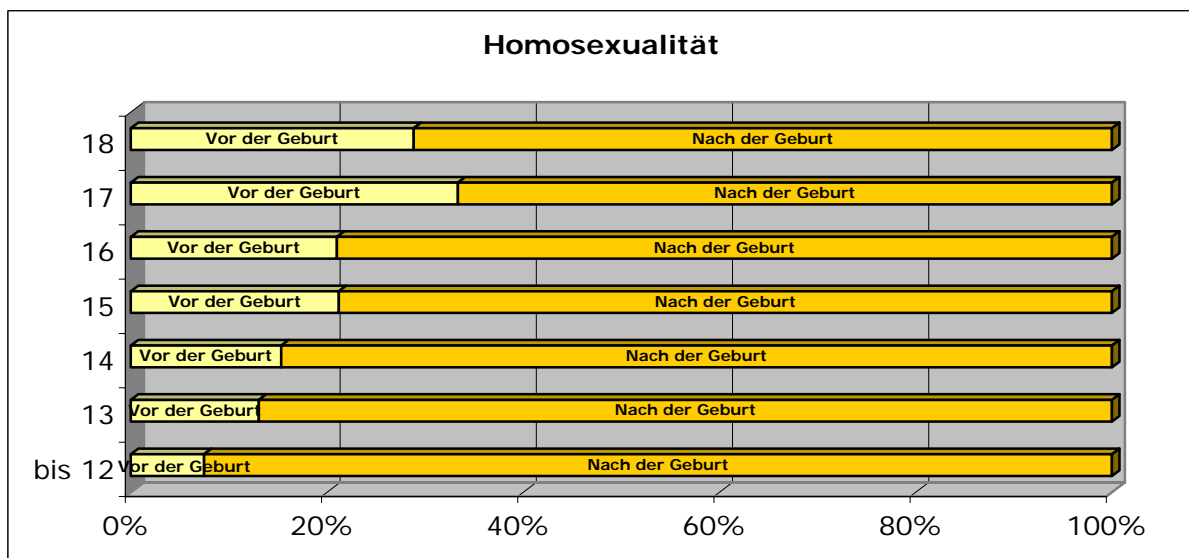 Homosexualität
18 Vor der Geburt Nach der Geburt
17 Vor der Geburt Nach der Geburt
16 Vor der Geburt Nach der Geburt
15 Vor der Geburt Nach der Geburt
14 Vor der Geburt Nach der Geburt
13 Vor der Geburt Nach der Geburt
bis 12 Vor der Geburt Nach der Geburt
0% 20% 40% 60% 80% 100%